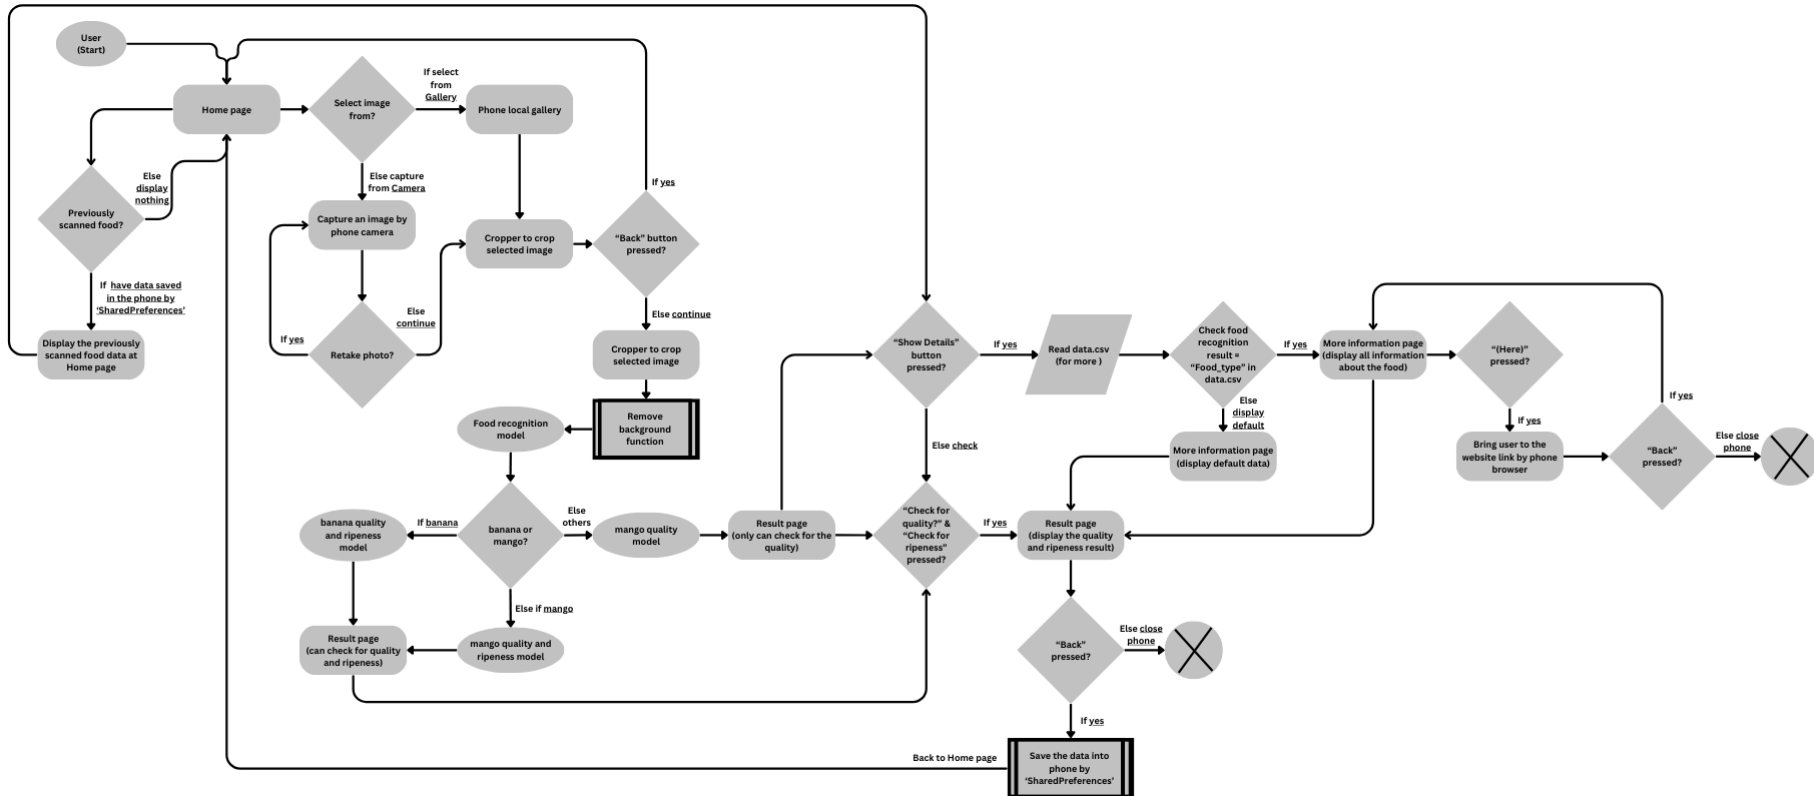 User
(Start)
Home page
Select image
from?
If select
from
Gallery
Phone local gallery
Else capture
from Camera
Capture an image by
phone camera
Retake photo?
If yes
Else
continue
Cropper to crop
selected image
“Back” button
pressed?
If yes
Else continue
Cropper to crop
selected image
Remove
background
function
Food recognition
model
banana or
mango?
If banana
banana quality
and ripeness
model
Else if mango
mango quality and
ripeness model
Result page
(can check for quality
and ripeness)
Else
others
mango quality
model
Result page
(only can check for the
quality)
Previously
scanned food?
Else
display
nothing
If have data saved
in the phone by
‘SharedPreferences’
Display the previously
scanned food data at
Home page
“Show Details”
button
pressed?
If yes
Else check
Read data.csv
(for more )
Check food
recognition
result =
“Food_type” in
data.csv
If yes
Else
display
default
More information page
(display default data)
More information page
(display all information
about the food)
“(Here)”
pressed?
If yes
Bring user to the
website link by phone
browser
“Back”
pressed?
If yes
Else close
phone
“Check for
quality?” &
“Check for
ripeness”
pressed?
If yes
Result page
(display the quality
and ripeness result)
“Back”
pressed?
Else close
phone
If yes
Save the data into
phone by
‘SharedPreferences’
Back to Home page